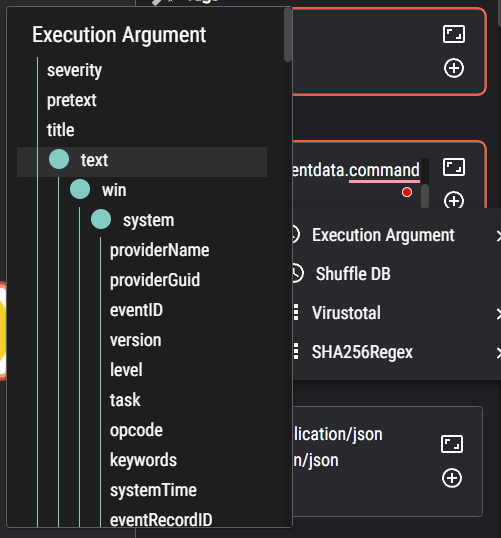 Execution Argument
severity
pretext
title
text
win
system
providerName
providerGuid
eventID
version
level
task
opcode
keywords
systemTime
eventRecordID
entdata.command
Execution Argument
Shuffle DB
Virustotal
SHA256Regex
lication/json
n/json